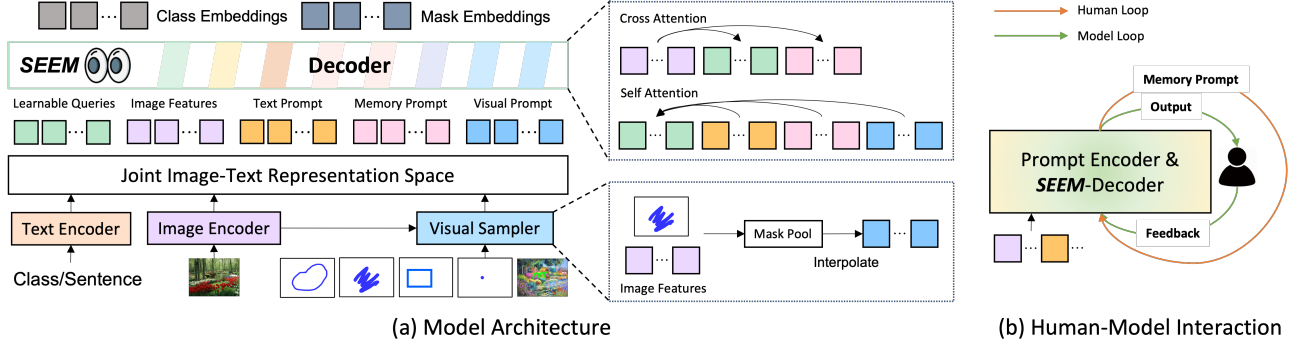 Class Embeddings
Mask Embeddings
SEEM
Decoder
Learnable Queries
Image Features
Text Prompt
Memory Prompt
Visual Prompt
Joint Image-Text Representation Space
Text Encoder
Image Encoder
Visual Sampler
Class/Sentence
Cross Attention
Self Attention
Mask Pool
Interpolate
Image Features
(a) Model Architecture
Human Loop
Model Loop
Memory Prompt
Output
Prompt Encoder &
SEEM-Decoder
Feedback
(b) Human-Model Interaction